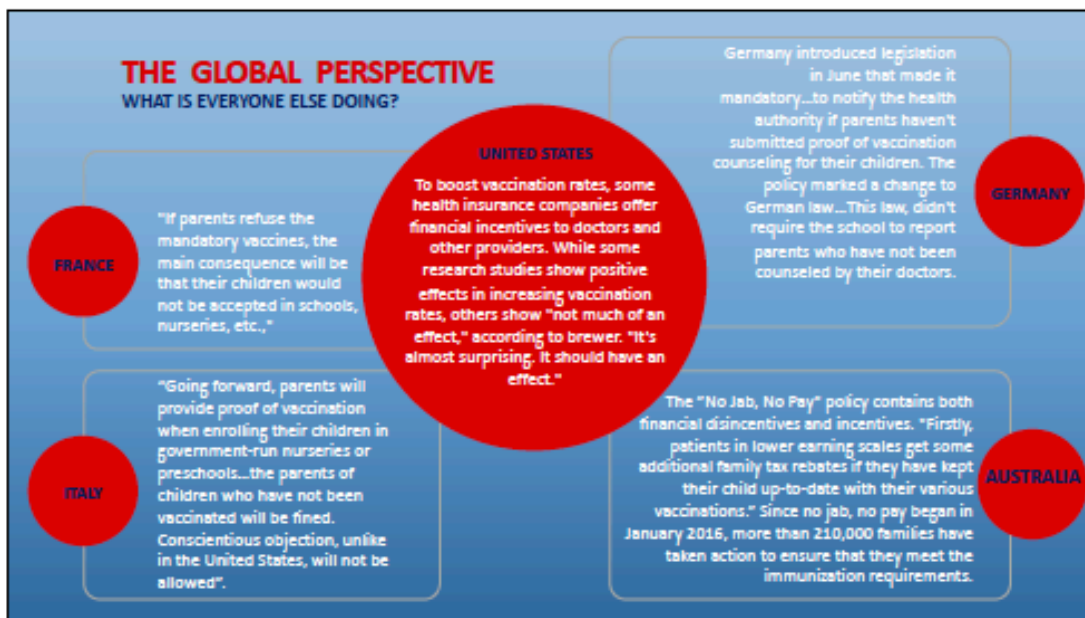 THE GLOBAL PERSPECTIVE
WHAT IS EVERYONE ELSE DOING?
FRANCE
"If parents refuse the
mandatory vaccines, the
main consequence will be
that their children would
not be accepted in schools,
nurseries, etc.,"
ITALY
"Going forward, parents will
provide proof of vaccination
when enrolling their children in
government-run nurseries or
preschools...the parents of
children who have not been
vaccinated will be fined.
Conscientious objection, unlike
in the United States, will not be
allowed".
UNITED STATES
To boost vaccination rates, some
health insurance companies offer
financial incentives to doctors and
other providers. While some
research studies show positive
effects in increasing vaccination
rates, others show "not much of an
effect," according to brewer. "It's
almost surprising. It should have an
effect."
Germany introduced legislation
in June that made it
mandatory...to notify the health
authority if parents haven't
submitted proof of vaccination
counseling for their children. The
policy marked a change to
German law...This law, didn't
require the school to report
parents who have not been
counseled by their doctors.
GERMANY
The "No Jab, No Pay" policy contains both
financial disincentives and incentives. "Firstly,
patients in lower earning scales get some
additional family tax rebates if they have kept
their child up-to-date with their various
vaccinations." Since no jab, no pay began in
January 2016, more than 210,000 families have
taken action to ensure that they meet the
immunization requirements.
AUSTRALIA